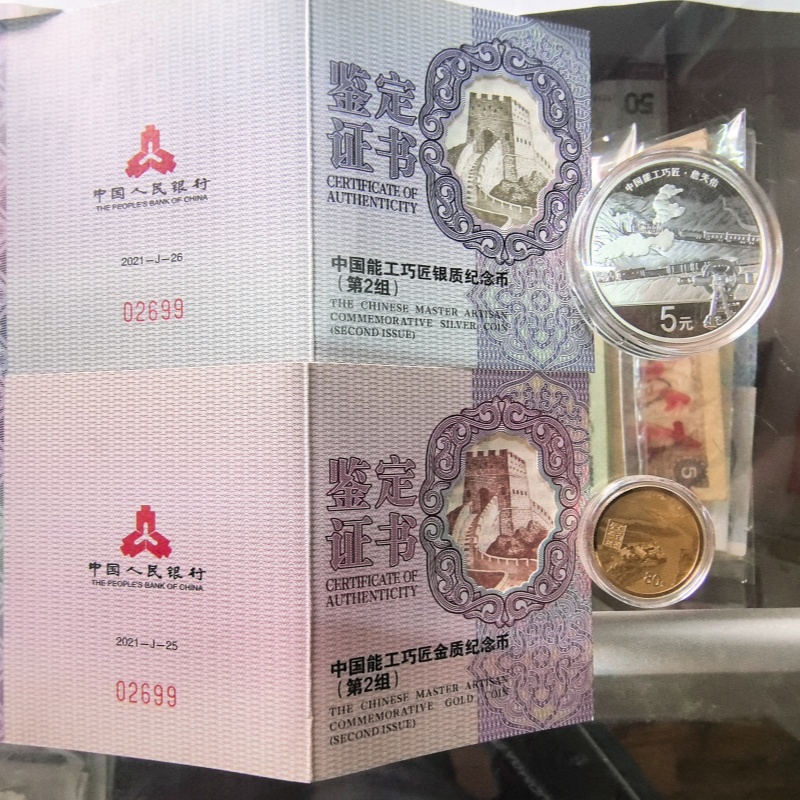 中国人民银行
THE PEOPLE'S BANK OF CHINA
2021-J-26
02699
鉴定
证书
CERTIFICATE OF
AUTHENTICITY
中国能工巧匠银质纪念币
(第2组)
THE CHINESE MASTER ARTISAN
COMMEMORATIVE SILVER COIN
(SECOND ISSUE)
中国能工巧匠·詹天佑
5元
50
中国人民银行
THE PEOPLE'S BANK OF CHINA
2021-J-25
02699
鉴定
证书
CERTIFICATE OF
AUTHENTICITY
中国能工巧匠金质纪念币
(第2组)
THE CHINESE MASTER ARTISAN
COMMEMORATIVE GOLD COIN
(SECOND ISSUE)
5